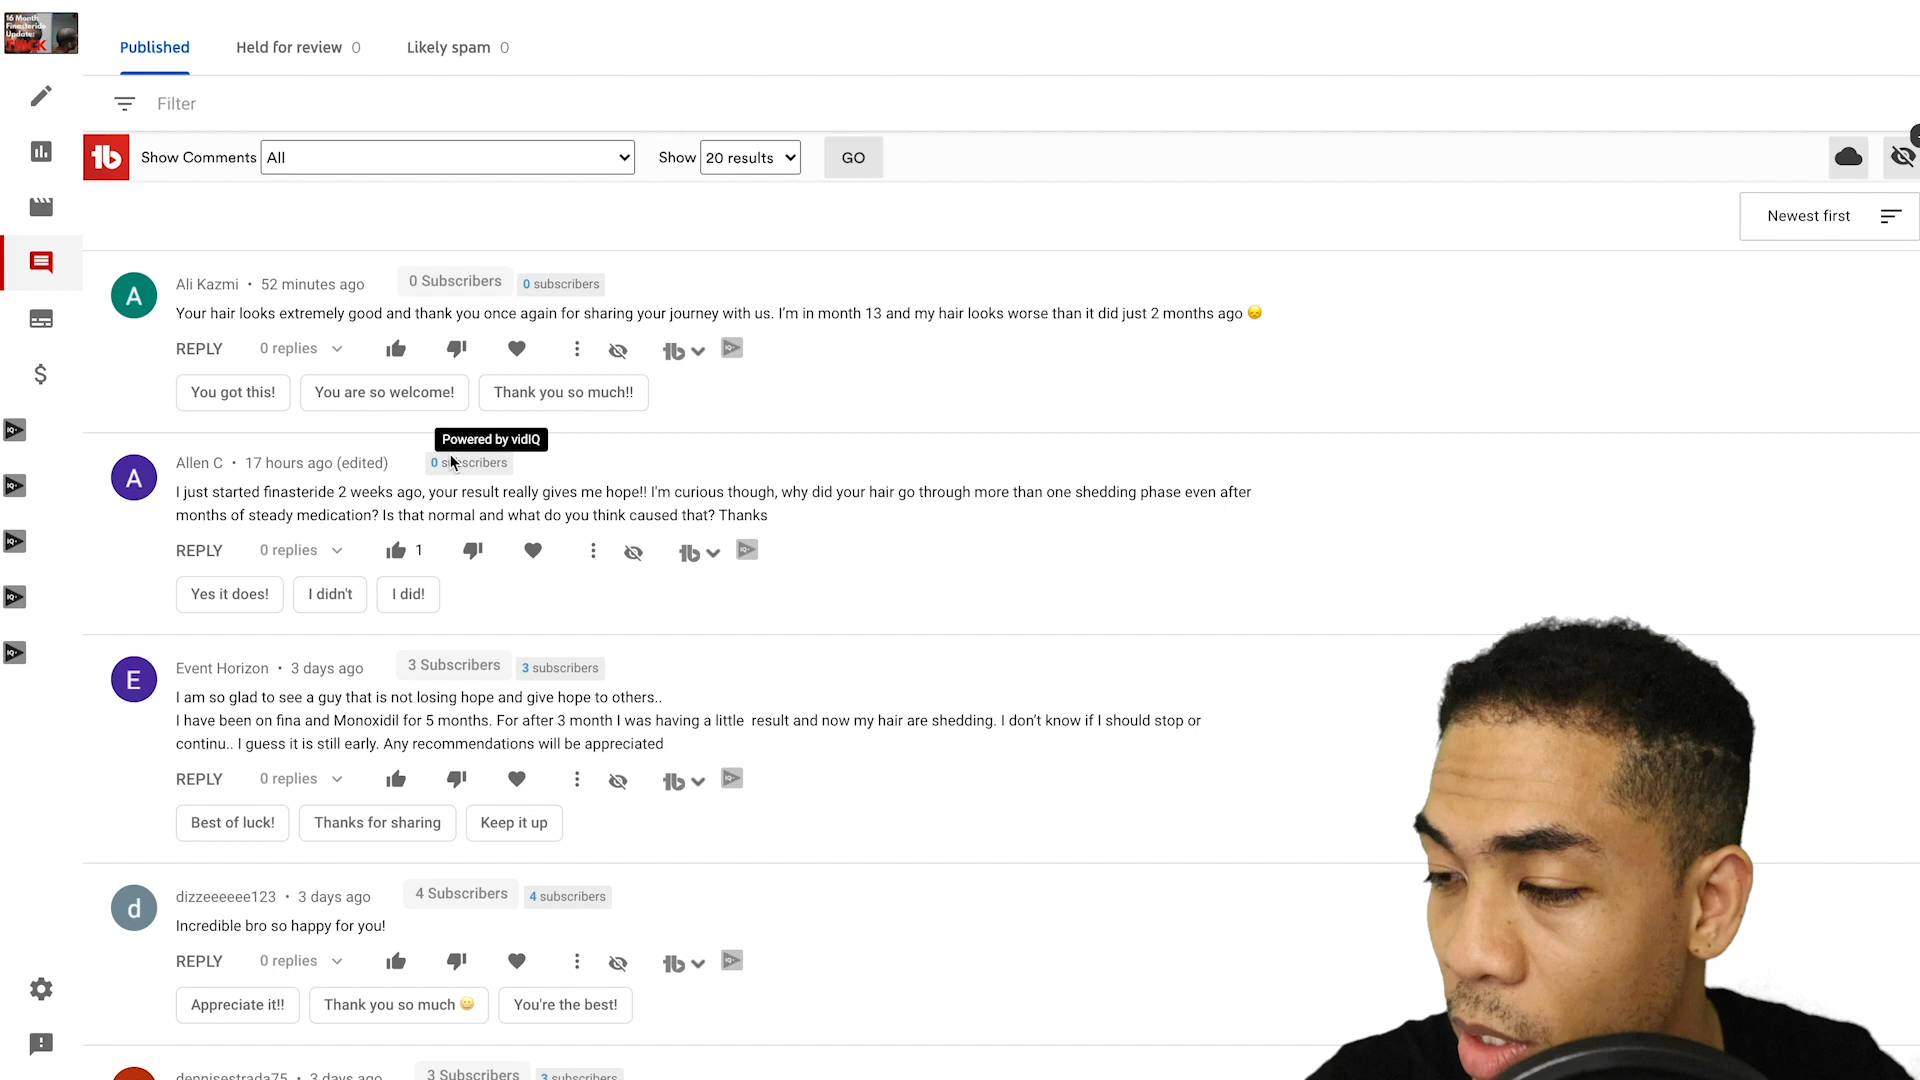 16 Month
Finasteride
Update:
THICK
Published
Held for review 0
Likely spam 0
Filter
Show Comments All
Show 20 results
GO
Newest first
Ali Kazmi • 52 minutes ago 0 Subscribers 0 subscribers
Your hair looks extremely good and thank you once again for sharing your journey with us. I'm in month 13 and my hair looks worse than it did just 2 months ago 😞
REPLY 0 replies
You got this! You are so welcome! Thank you so much!!
Powered by vidIQ
Allen C • 17 hours ago (edited) 0 subscribers
I just started finasteride 2 weeks ago, your result really gives me hope!! I'm curious though, why did your hair go through more than one shedding phase even after
months of steady medication? Is that normal and what do you think caused that? Thanks
REPLY 0 replies 1
Yes it does! I didn't I did!
E Event Horizon • 3 days ago 3 Subscribers 3 subscribers
I am so glad to see a guy that is not losing hope and give hope to others..
I have been on fina and Monoxidil for 5 months. For after 3 month I was having a little result and now my hair are shedding. I don't know if I should stop or
continu.. I guess it is still early. Any recommendations will be appreciated
REPLY 0 replies
Best of luck! Thanks for sharing Keep it up
d dizzeeeeee123 • 3 days ago 4 Subscribers 4 subscribers
Incredible bro so happy for you!
REPLY 0 replies
Appreciate it!! Thank you so much 😀 You're the best!
dennisestrada75 • 3 days ago 3 Subscribers 3 subscribers